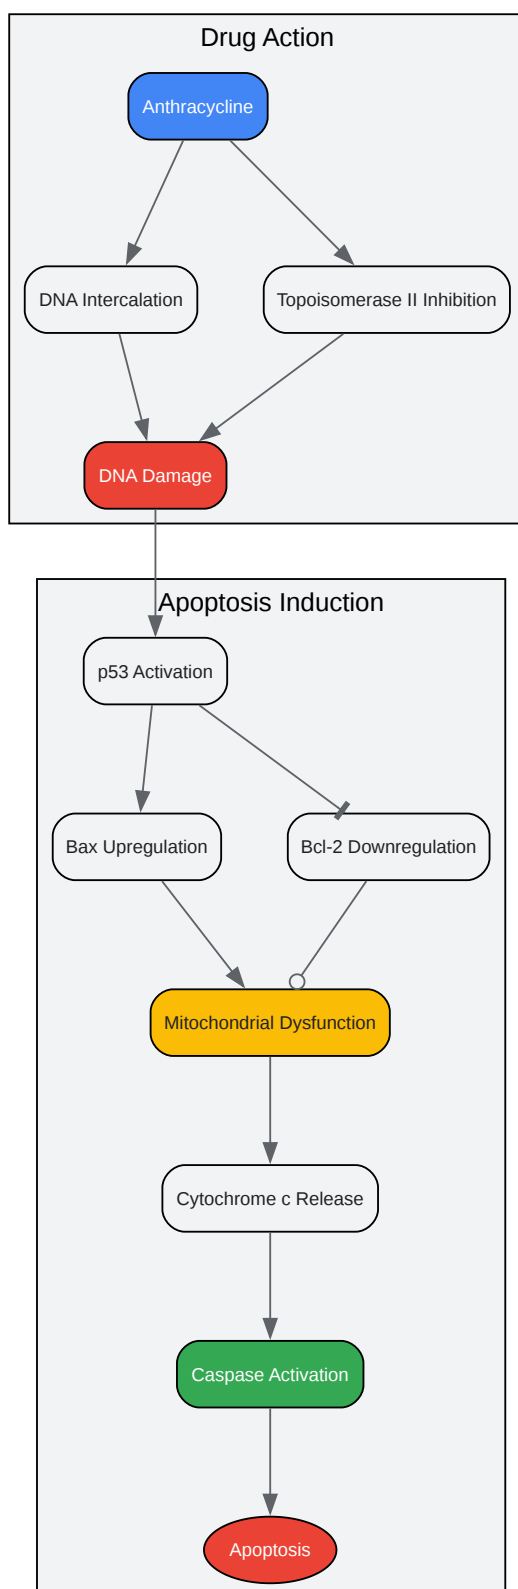 Drug Action
Anthracycline
DNA Intercalation
Topoisomerase II Inhibition
DNA Damage
Apoptosis Induction
p53 Activation
Bax Upregulation
Bcl-2 Downregulation
Mitochondrial Dysfunction
Cytochrome c Release
Caspase Activation
Apoptosis